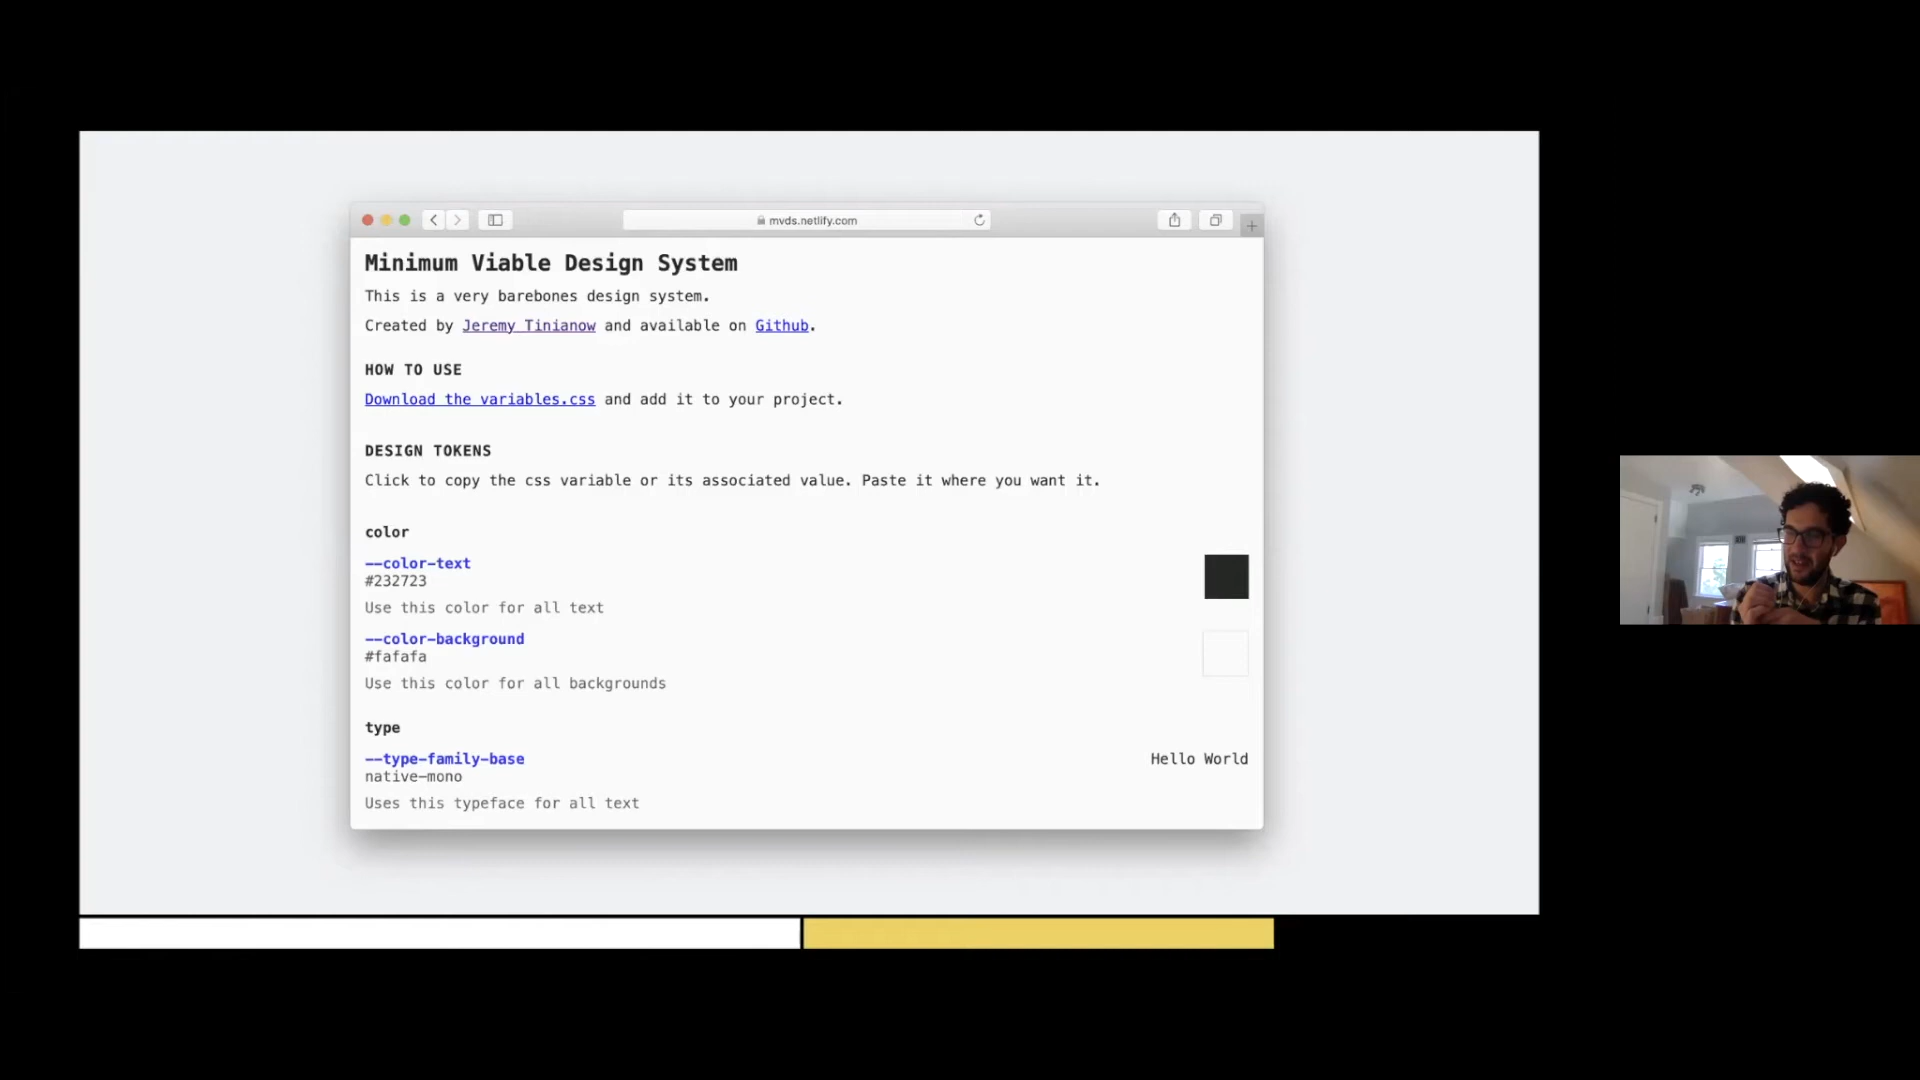 mvds.netlify.com
Minimum Viable Design System
This is a very barebones design system.
Created by Jeremy Tinianow and available on Github.
HOW TO USE
Download the variables.css and add it to your project.
DESIGN TOKENS
Click to copy the css variable or its associated value. Paste it where you want it.
color
--color-text
#232723
Use this color for all text
--color-background
#fafafa
Use this color for all backgrounds
type
--type-family-base
Hello World
native-mono
Uses this typeface for all text